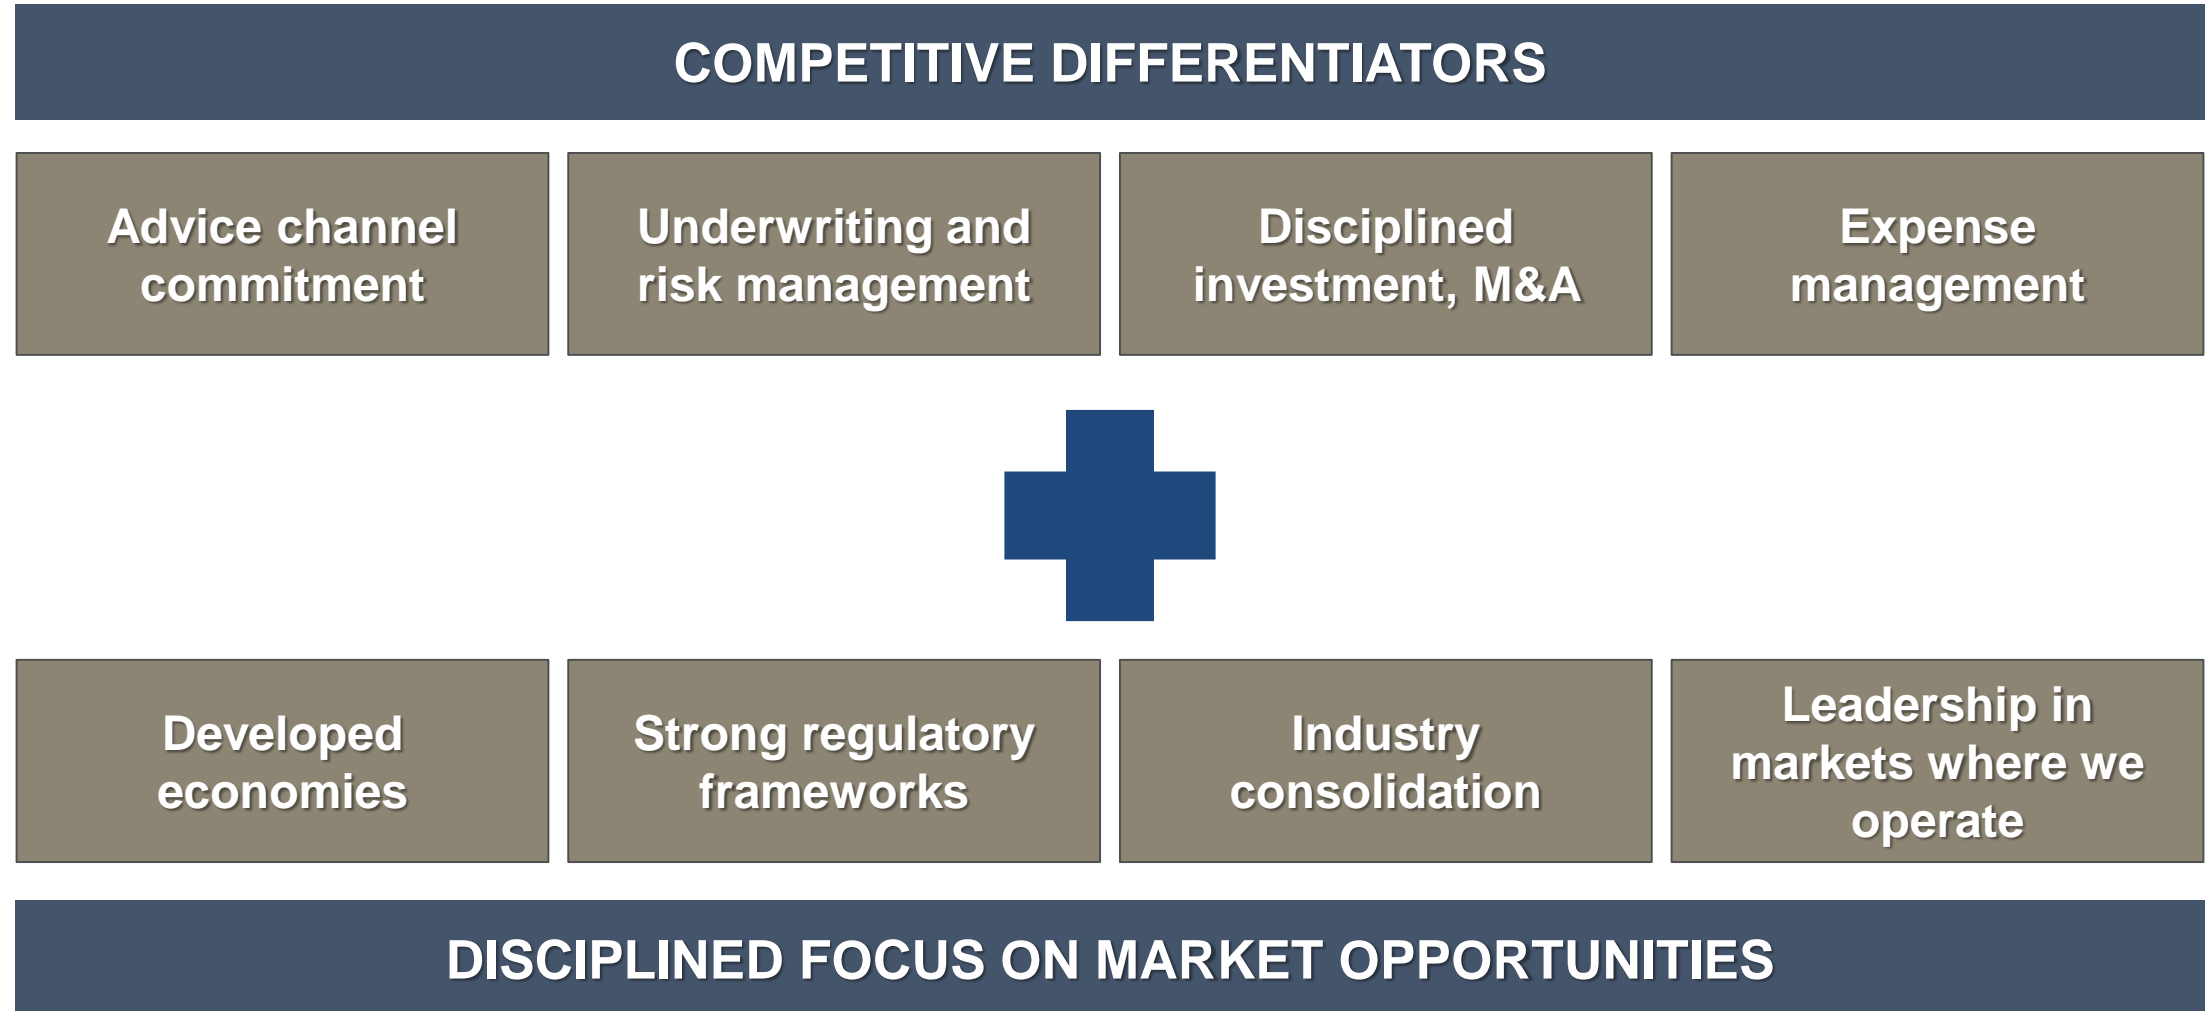 COMPETITIVE DIFFERENTIATORS
Advice channel
commitment
Underwriting and
risk management
Disciplined
investment, M&A
Expense
management
Developed
economies
Strong regulatory
frameworks
Industry
consolidation
Leadership in
markets where we
operate
DISCIPLINED FOCUS ON MARKET OPPORTUNITIES